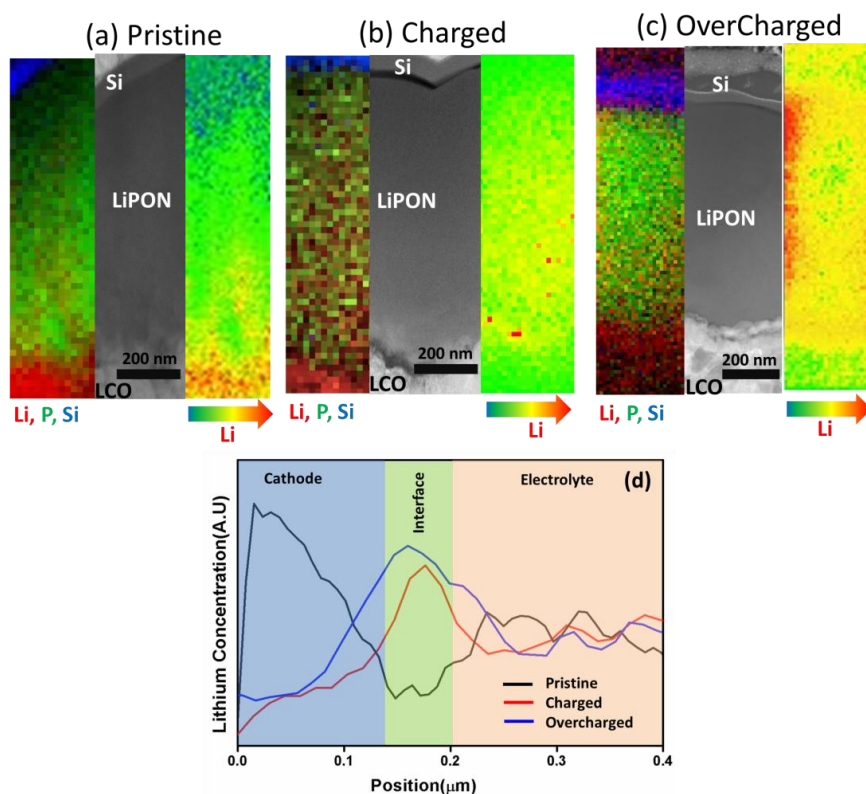 (a) Pristine
(b) Charged
(c) OverCharged
Si
LiPON
200 nm
LCO
Si
LiPON
200 nm
LCO
Si
LiPON
200 nm
LCO
Li, P, Si
Li
Li, P, Si
Li
Li, P, Si
Li
Cathode
Interface
Electrolyte
(d)
Lithium Concentration(A.U)
Pristine
Charged
Overcharged
0.0
0.1
0.2
0.3
0.4
Position(μm)